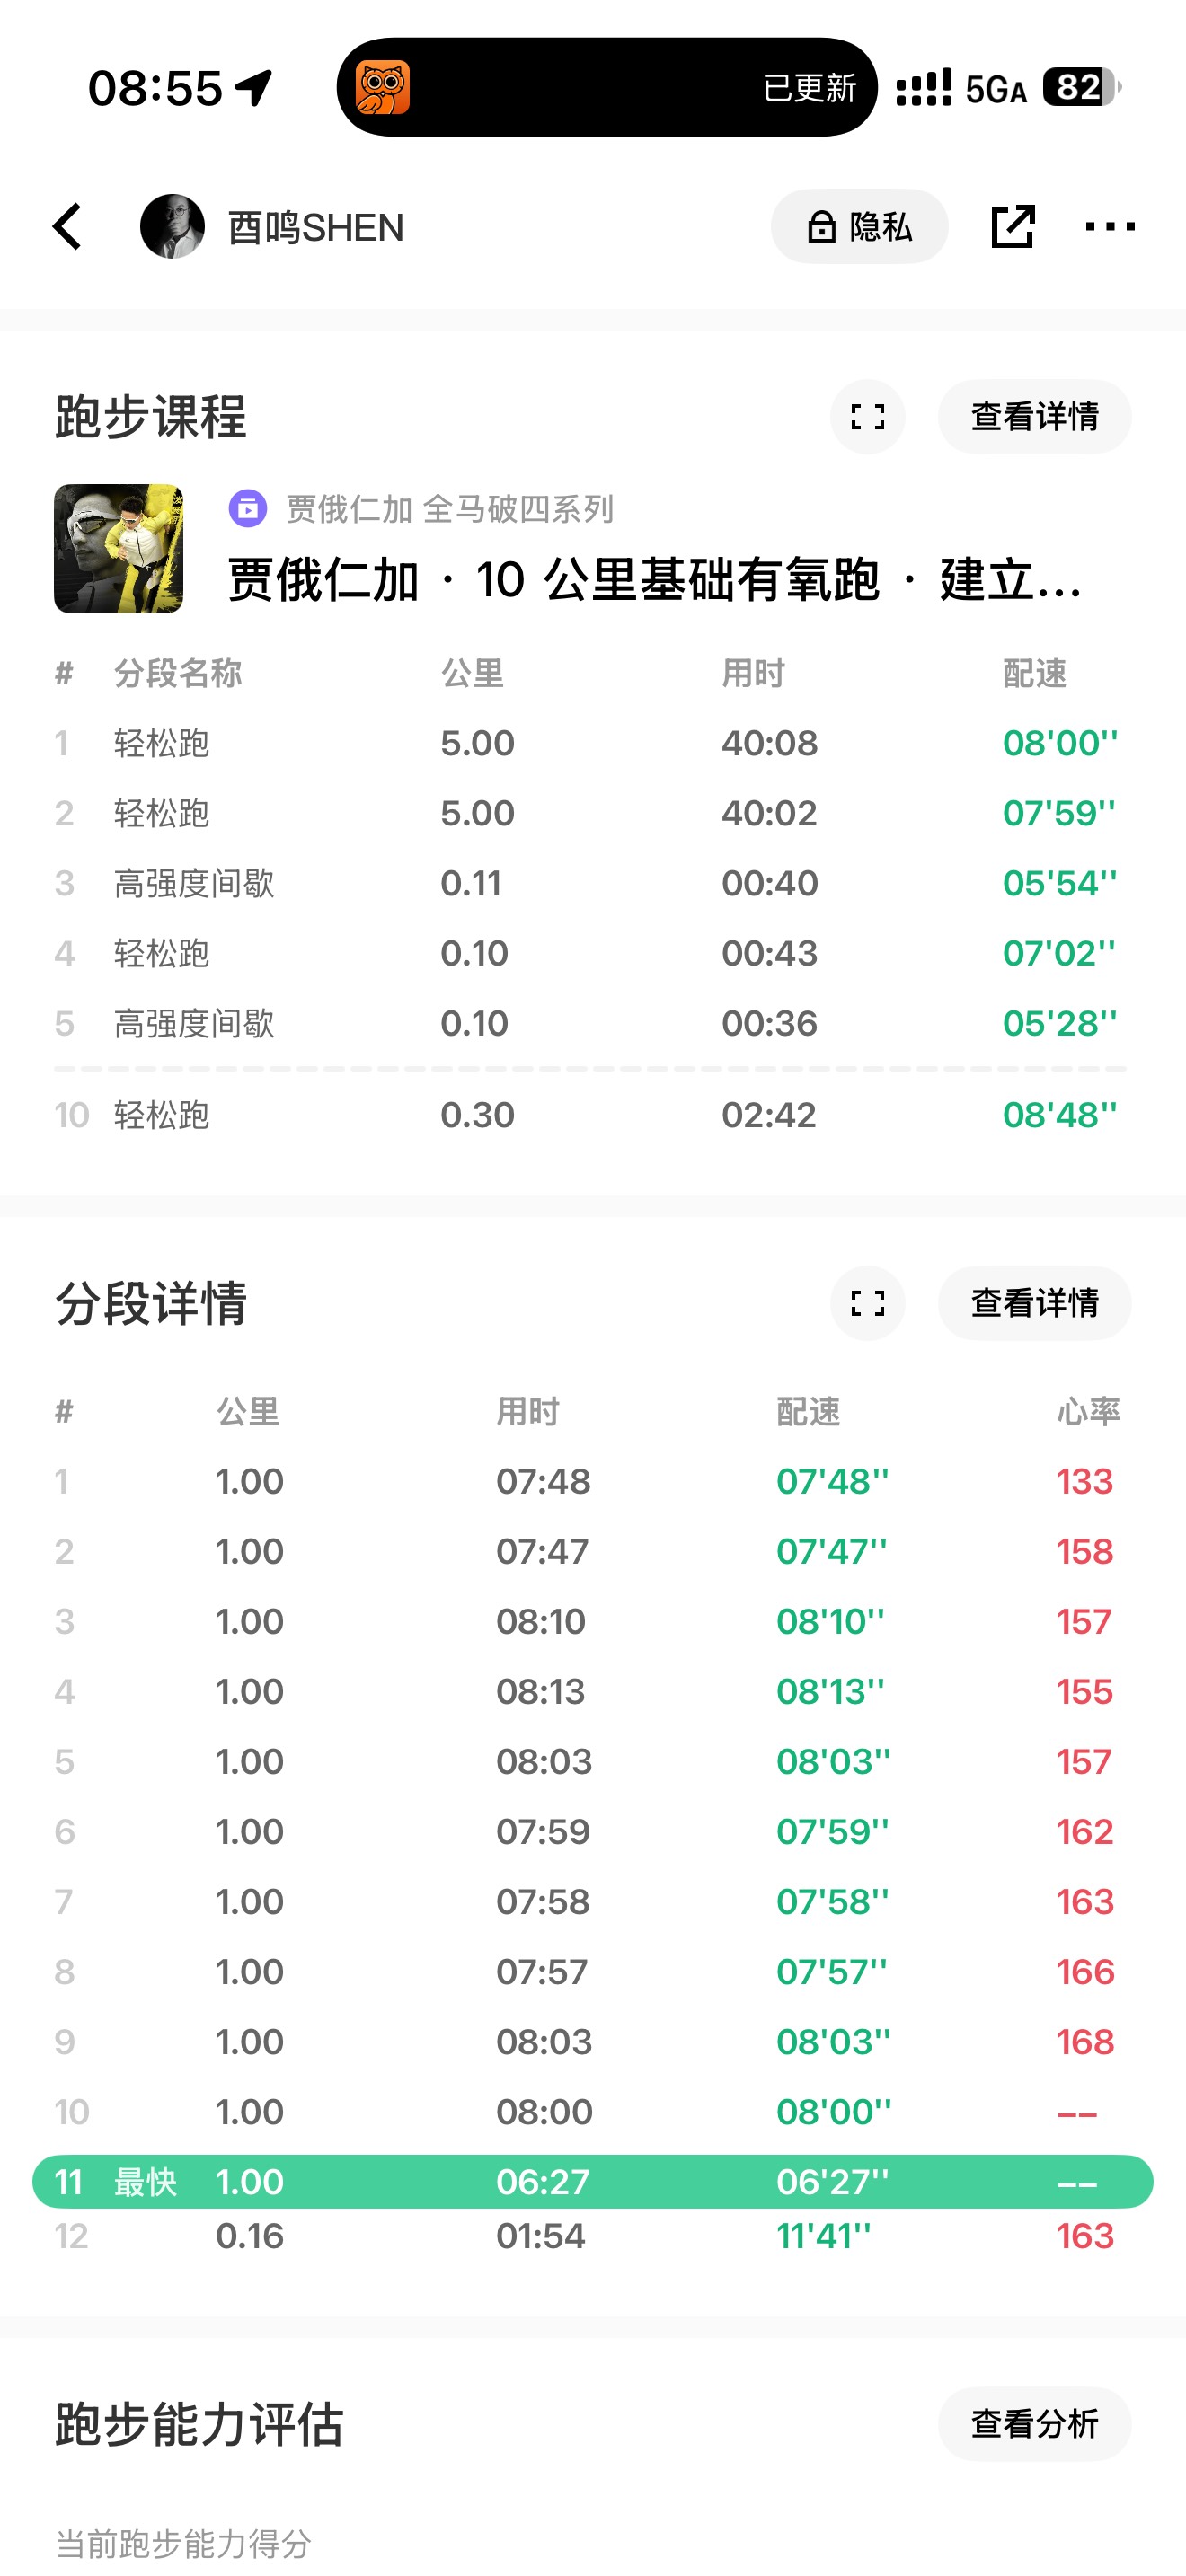 08:55 已更新 5GA 82
酉鸣SHEN 隐私
跑步课程 查看详情
贾俄仁加 全马破四系列
贾俄仁加 · 10 公里基础有氧跑 · 建立...
# 分段名称 公里 用时 配速
1 轻松跑 5.00 40:08 08'00''
2 轻松跑 5.00 40:02 07'59''
3 高强度间歇 0.11 00:40 05'54''
4 轻松跑 0.10 00:43 07'02''
5 高强度间歇 0.10 00:36 05'28''
10 轻松跑 0.30 02:42 08'48''
分段详情 查看详情
# 公里 用时 配速 心率
1 1.00 07:48 07'48'' 133
2 1.00 07:47 07'47'' 158
3 1.00 08:10 08'10'' 157
4 1.00 08:13 08'13'' 155
5 1.00 08:03 08'03'' 157
6 1.00 07:59 07'59'' 162
7 1.00 07:58 07'58'' 163
8 1.00 07:57 07'57'' 166
9 1.00 08:03 08'03'' 168
10 1.00 08:00 08'00'' --
11 最快 1.00 06:27 06'27'' --
12 0.16 01:54 11'41'' 163
跑步能力评估 查看分析
当前跑步能力得分